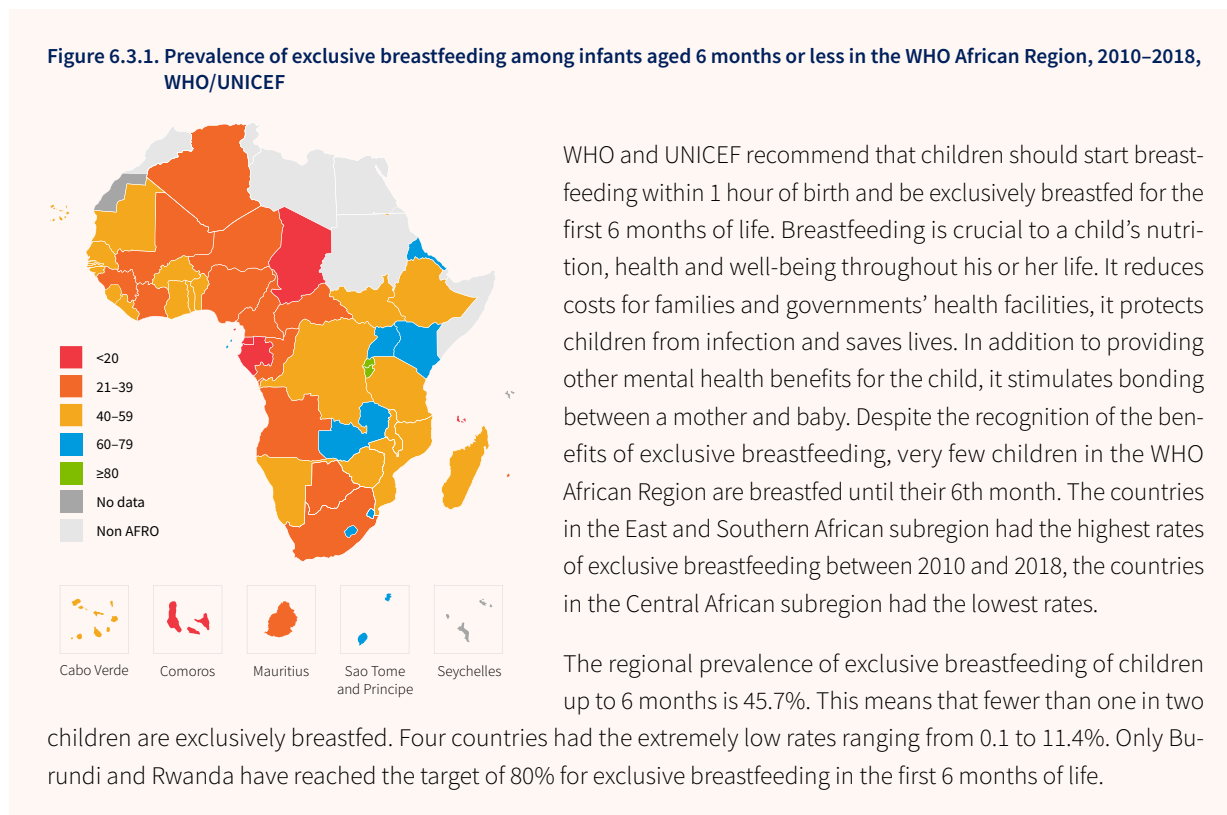 Figure 6.3.1. Prevalence of exclusive breastfeeding among infants aged 6 months or less in the WHO African Region, 2010–2018,
WHO/UNICEF
WHO and UNICEF recommend that children should start breast-
feeding within 1 hour of birth and be exclusively breastfed for the
first 6 months of life. Breastfeeding is crucial to a child’s nutri-
tion, health and well-being throughout his or her life. It reduces
costs for families and governments’ health facilities, it protects
children from infection and saves lives. In addition to providing
other mental health benefits for the child, it stimulates bonding
between a mother and baby. Despite the recognition of the ben-
efits of exclusive breastfeeding, very few children in the WHO
African Region are breastfed until their 6th month. The countries
in the East and Southern African subregion had the highest rates
of exclusive breastfeeding between 2010 and 2018, the countries
in the Central African subregion had the lowest rates.
<20
21–39
40–59
60–79
≥80
No data
Non AFRO
Cabo Verde
Comoros
Mauritius
Sao Tome
and Principe
Seychelles
The regional prevalence of exclusive breastfeeding of children
up to 6 months is 45.7%. This means that fewer than one in two
children are exclusively breastfed. Four countries had the extremely low rates ranging from 0.1 to 11.4%. Only Bu-
rundi and Rwanda have reached the target of 80% for exclusive breastfeeding in the first 6 months of life.